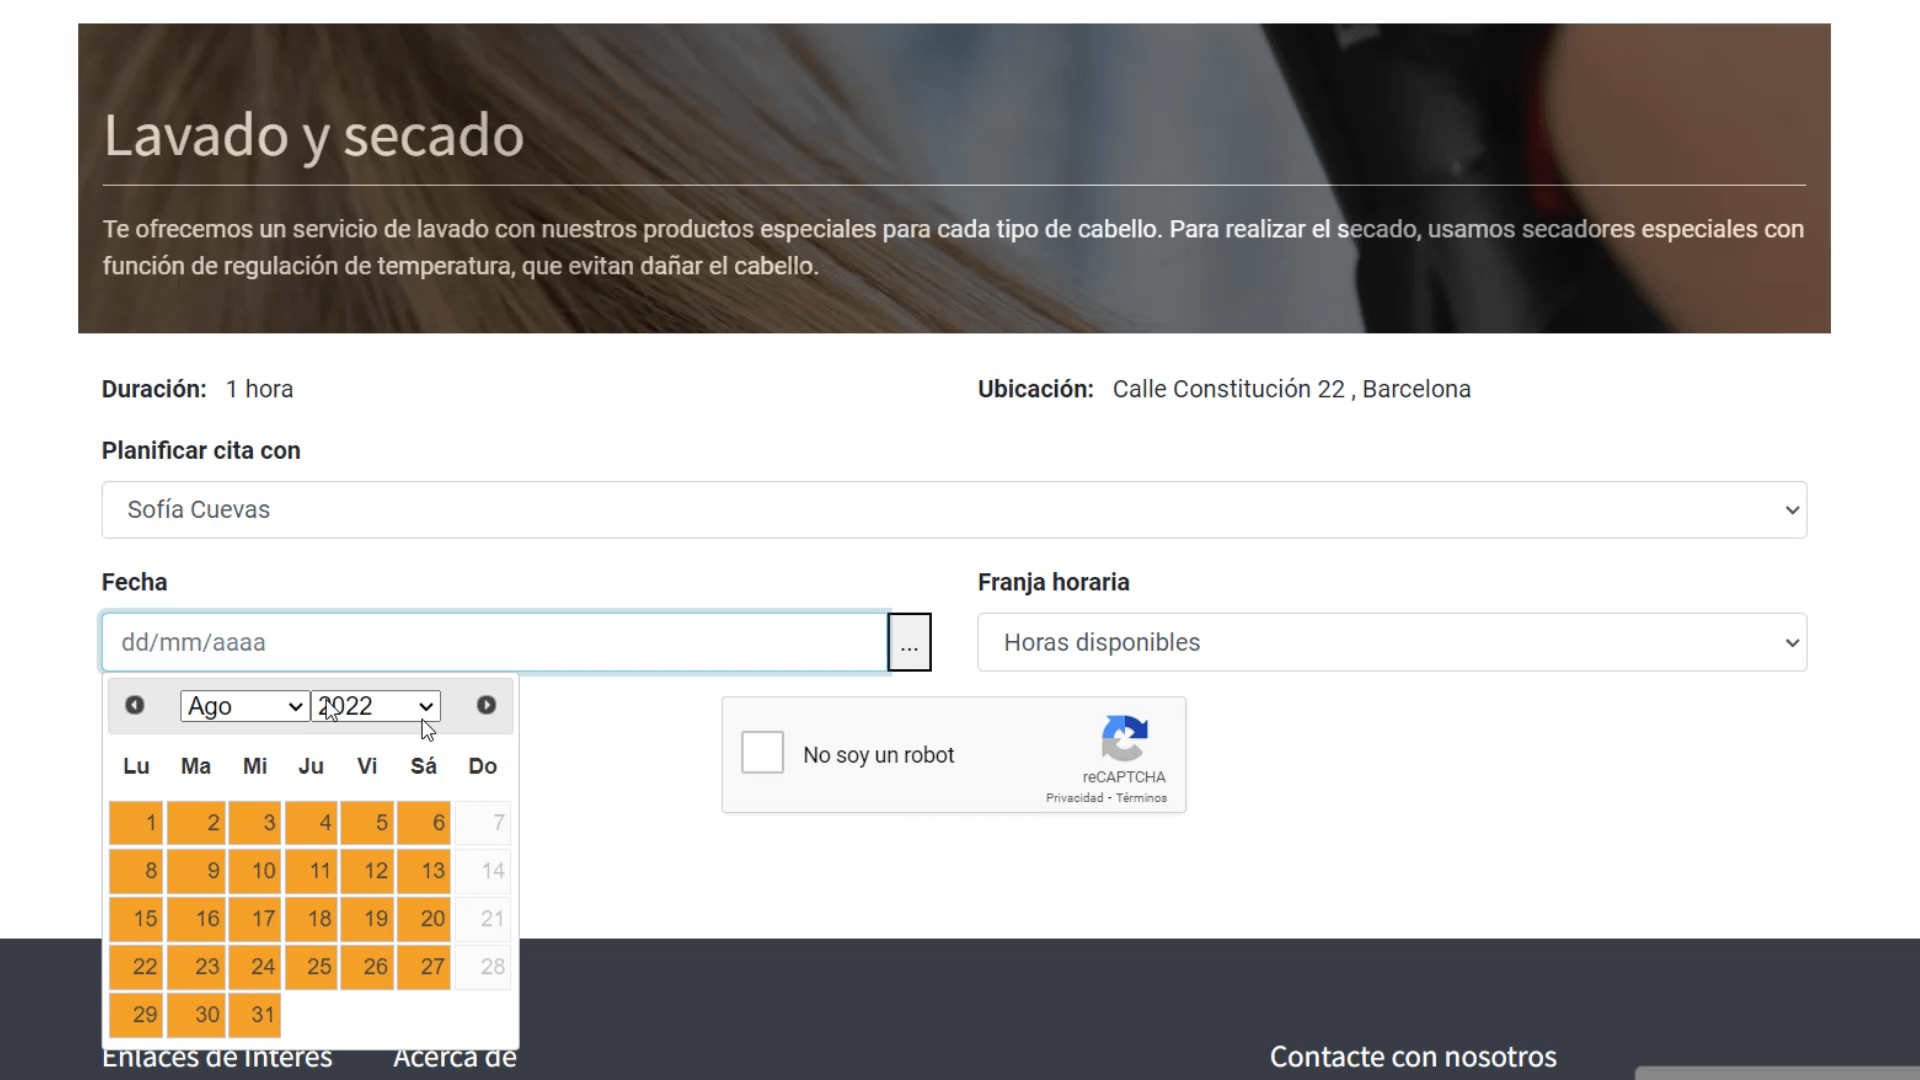 Lavado y secado
Te ofrecemos un servicio de lavado con nuestros productos especiales para cada tipo de cabello. Para realizar el secado, usamos secadores especiales con
función de regulación de temperatura, que evitan dañar el cabello.
Duración: 1 hora
Ubicación: Calle Constitución 22 , Barcelona
Planificar cita con
Sofía Cuevas
Fecha
Franja horaria
dd/mm/aaaa
...
Horas disponibles
Ago 2022
Lu Ma Mi Ju Vi Sá Do
1 2 3 4 5 6 7
8 9 10 11 12 13 14
15 16 17 18 19 20 21
22 23 24 25 26 27 28
29 30 31
No soy un robot
reCAPTCHA
Privacidad - Términos
Enlaces de Interés
Acerca de
Contacte con nosotros